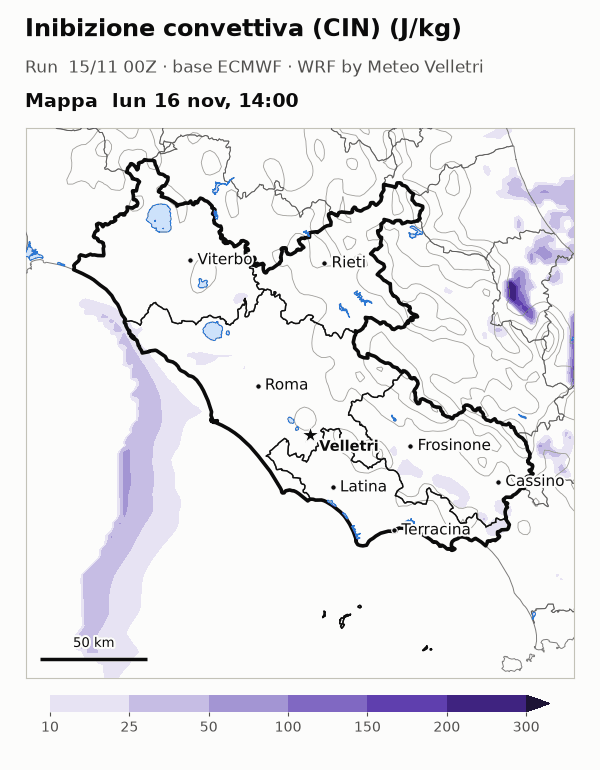 Inibizione convettiva (CIN) (J/kg)
Run  15/11 00Z · base ECMWF · WRF by Meteo Velletri
Mappa  lun 16 nov, 14:00
Viterbo
Rieti
Roma
Velletri
Frosinone
Latina
Cassino
Terracina
50 km
10 25 50 100 150 200 300